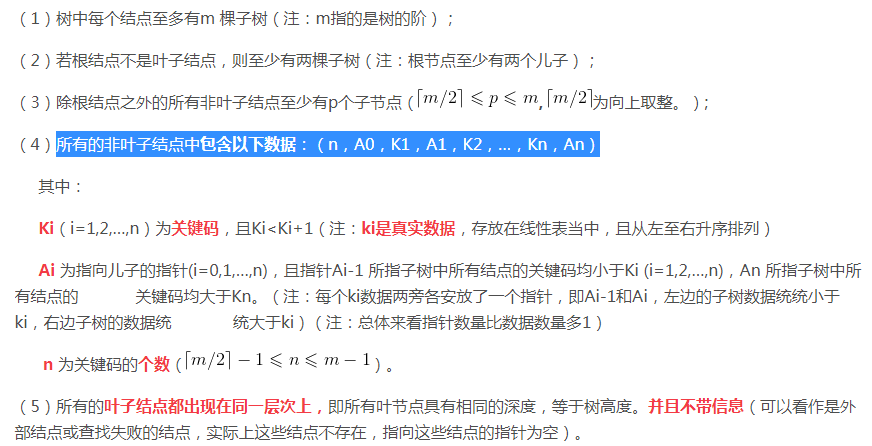 （1）树中每个结点至多有m 棵子树（注：m指的是树的阶）;
（2）若根结点不是叶子结点，则至少有两棵子树（注：根节点至少有两个儿子）;
（3）除根结点之外的所有非叶子结点至少有p个子节点（⌈m/2⌉ ⩽ p ⩽ m,⌈m/2⌉为向上取整。）;
（4）所有的非叶子结点中包含以下数据：（n，A0，K1，A1，K2，…，Kn，An）
其中：
Ki（i=1,2,…,n）为关键码，且Ki<Ki+1（注：ki是真实数据，存放在线性表当中，且从左至右升序排列）
Ai 为指向儿子的指针(i=0,1,…,n)，且指针Ai-1 所指子树中所有结点的关键码均小于Ki (i=1,2,…,n)，An 所指子树中所
有结点的 关键码均大于Kn。（注：每个ki数据两旁各安放了一个指针，即Ai-1和Ai，左边的子树数据统统小于
ki，右边子树的数据统 统大于ki）（注：总体来看指针数量比数据数量多1）
n 为关键码的个数（⌈m/2⌉ − 1 ⩽ n ⩽ m − 1）。
（5）所有的叶子结点都出现在同一层次上，即所有叶节点具有相同的深度，等于树高度。并且不带信息（可以看作是外
部结点或查找失败的结点，实际上这些结点不存在，指向这些结点的指针为空）。